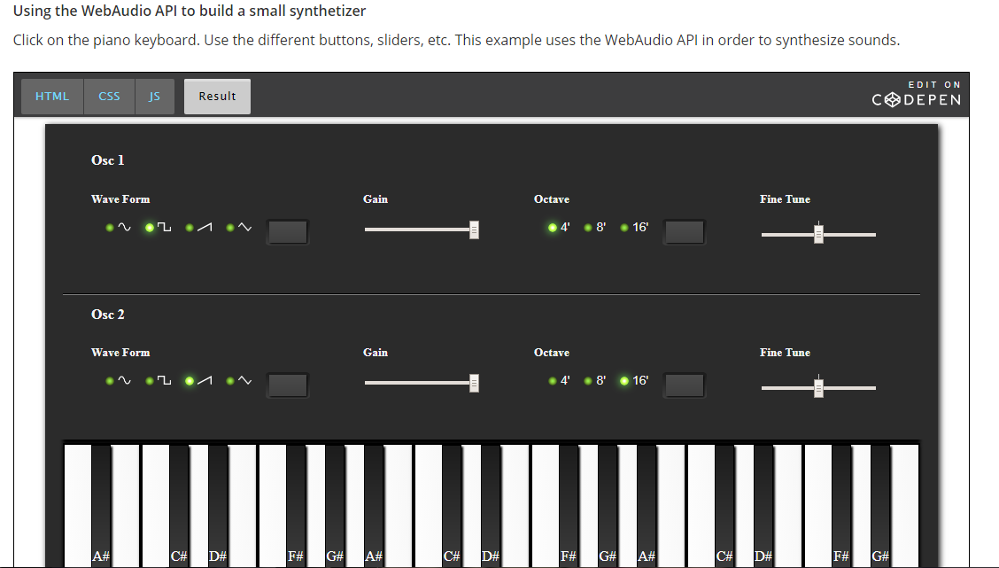 Using the WebAudio API to build a small synthetizer
Click on the piano keyboard. Use the different buttons, sliders, etc. This example uses the WebAudio API in order to synthesize sounds.
HTML CSS JS Result
EDIT ON
CODEPEN
Osc 1
Wave Form Gain Octave Fine Tune
4' 8' 16'
Osc 2
Wave Form Gain Octave Fine Tune
4' 8' 16'
A# C# D# F# G# A# C# D# F# G# A# C# D# F# G#